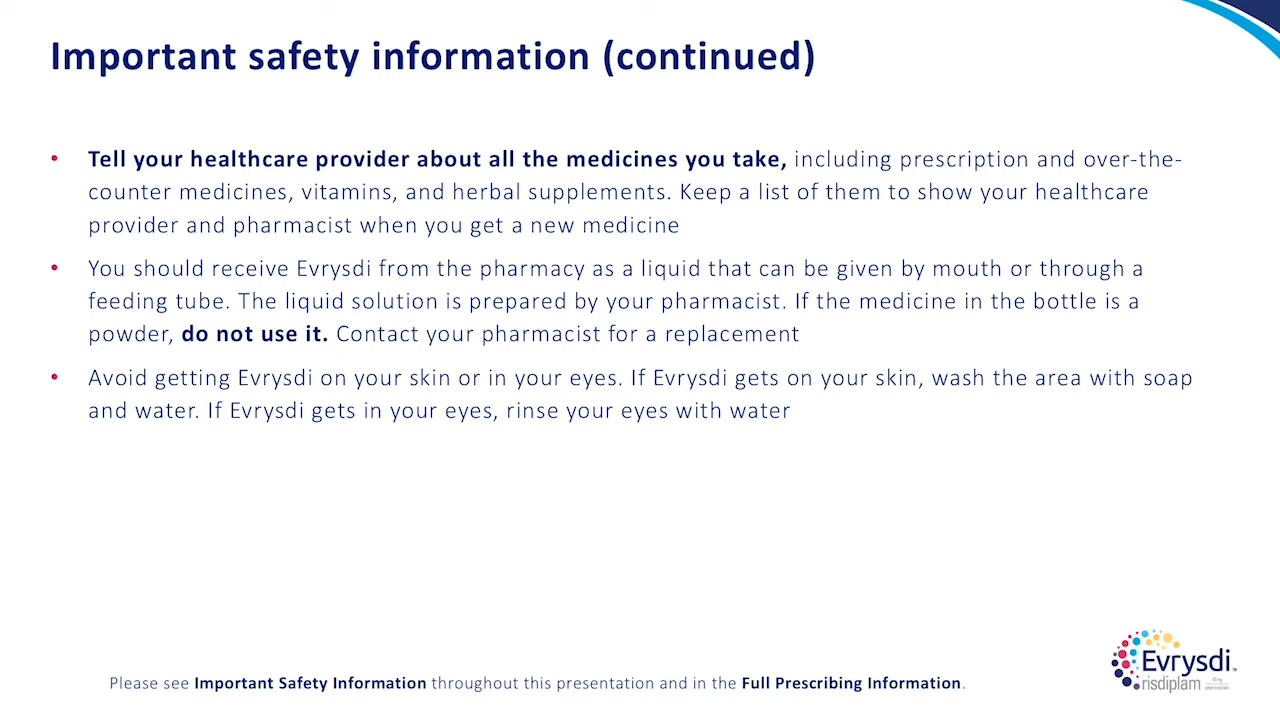 Important safety information (continued)
• Tell your healthcare provider about all the medicines you take, including prescription and over-the-
counter medicines, vitamins, and herbal supplements. Keep a list of them to show your healthcare
provider and pharmacist when you get a new medicine
• You should receive Evrysdi from the pharmacy as a liquid that can be given by mouth or through a
feeding tube. The liquid solution is prepared by your pharmacist. If the medicine in the bottle is a
powder, do not use it. Contact your pharmacist for a replacement
• Avoid getting Evrysdi on your skin or in your eyes. If Evrysdi gets on your skin, wash the area with soap
and water. If Evrysdi gets in your eyes, rinse your eyes with water
Evrysdi™
risdiplam
Please see Important Safety Information throughout this presentation and in the Full Prescribing Information.